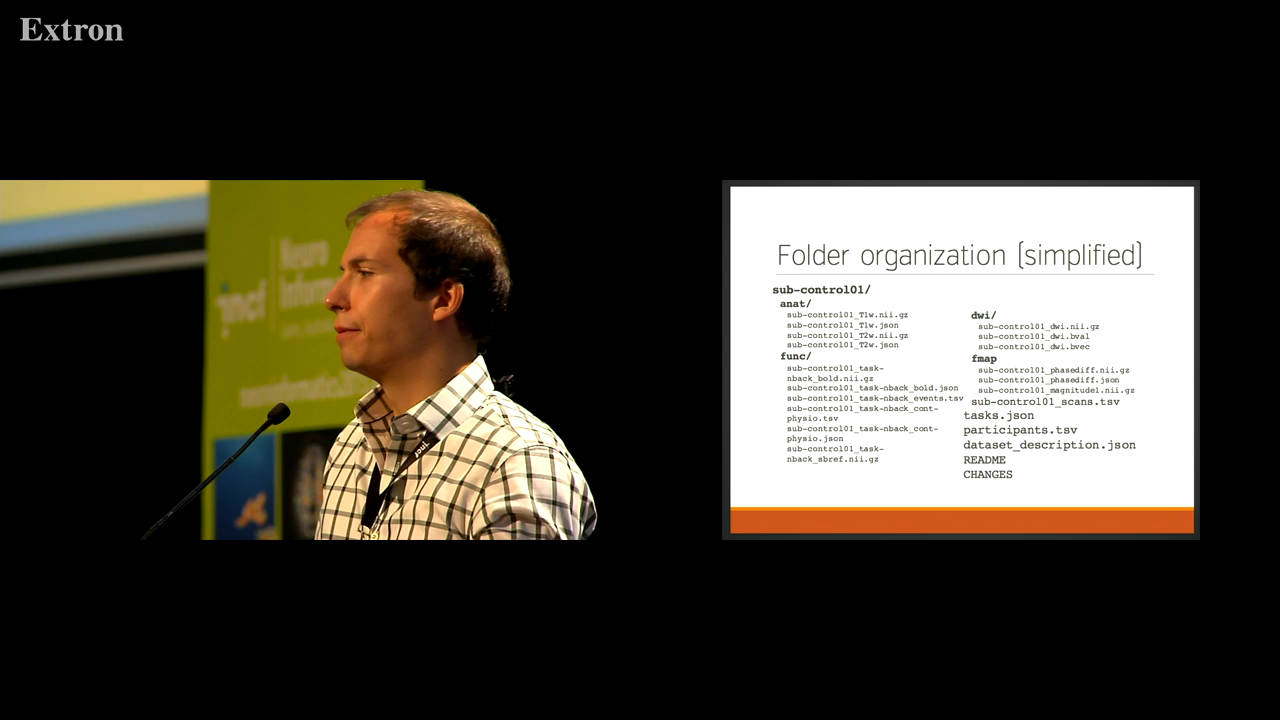 Extron
incf
Neuro
Folder organization (simplified)
sub-control01/
anat/
sub-control01_T1w.nii.gz
sub-control01_T1w.json
sub-control01_T2w.nii.gz
sub-control01_T2w.json
func/
sub-control01_task-
nback_bold.nii.gz
sub-control01_task-nback_bold.json
sub-control01_task-nback_events.tsv
sub-control01_task-nback_cont-
physio.tsv
sub-control01_task-nback_cont-
physio.json
sub-control01_task-
nback_sbref.nii.gz
dwi/
sub-control01_dwi.nii.gz
sub-control01_dwi.bval
sub-control01_dwi.bvec
fmap
sub-control01_phasediff.nii.gz
sub-control01_phasediff.json
sub-control01_magnitude1.nii.gz
sub-control01_scans.tsv
tasks.json
participants.tsv
dataset_description.json
README
CHANGES